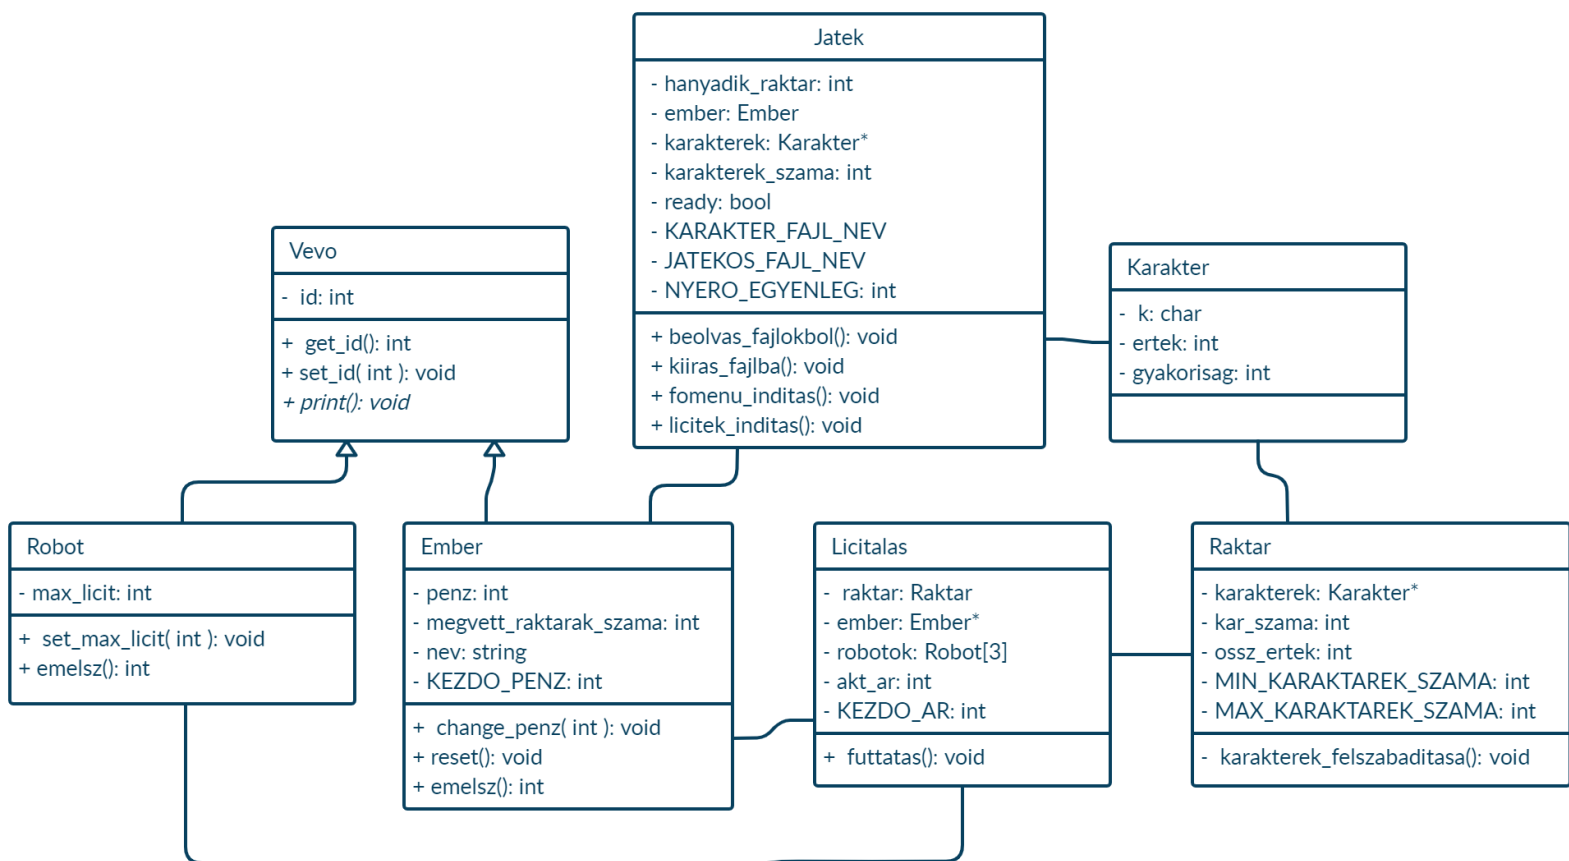 Jatek
- hanyadik_raktar: int
- ember: Ember
- karakterek: Karakter*
- karakterek_szama: int
- ready: bool
- KARAKTER_FAJL_NEV
- JATEKOS_FAJL_NEV
- NYERO_EGYENLEG: int
+ beolvas_fajlokbol(): void
+ kiiras_fajlba(): void
+ fomenu_inditas(): void
+ licitek_inditas(): void
Vevo
- id: int
+ get_id(): int
+ set_id( int ): void
+ print(): void
Karakter
- k: char
- ertek: int
- gyakorisag: int
Robot
- max_licit: int
+ set_max_licit( int ): void
+ emelsz(): int
Ember
- penz: int
- megvett_raktarak_szama: int
- nev: string
- KEZDO_PENZ: int
+ change_penz( int ): void
+ reset(): void
+ emelsz(): int
Licitalas
- raktar: Raktar
- ember: Ember*
- robotok: Robot[3]
- akt_ar: int
- KEZDO_AR: int
+ futtatas(): void
Raktar
- karakterek: Karakter*
- kar_szama: int
- ossz_ertek: int
- MIN_KARAKTAREK_SZAMA: int
- MAX_KARAKTAREK_SZAMA: int
- karakterek_felszabaditasa(): void